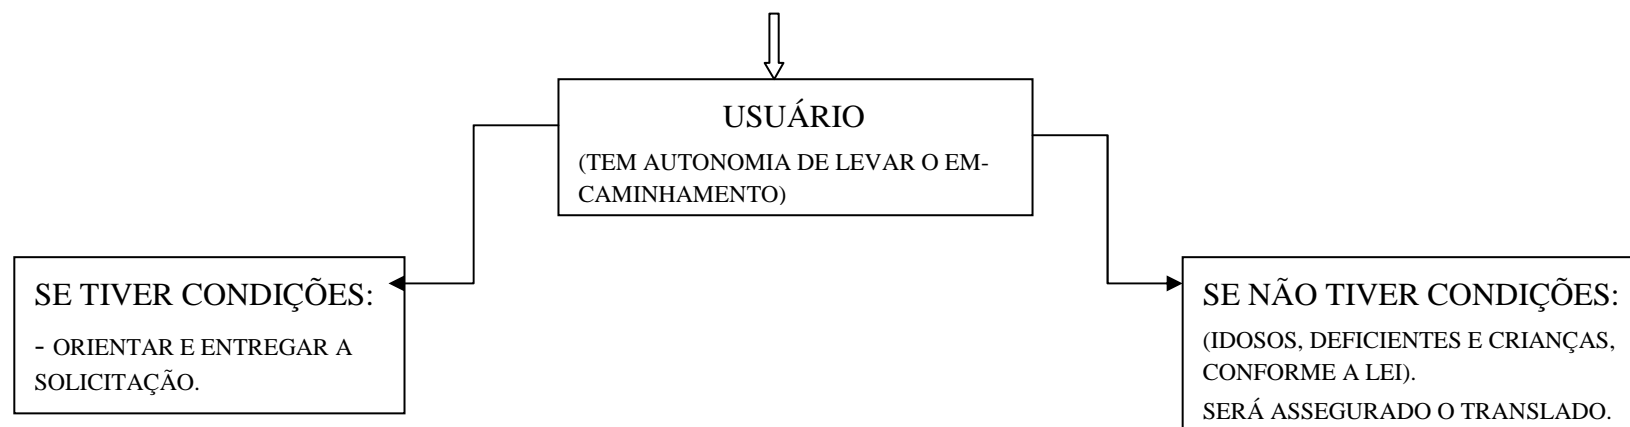 USUÁRIO
(TEM AUTONOMIA DE LEVAR O EM-
CAMINHAMENTO)
SE TIVER CONDIÇÕES:
- ORIENTAR E ENTREGAR A
SOLICITAÇÃO.
SE NÃO TIVER CONDIÇÕES:
(IDOSOS, DEFICIENTES E CRIANÇAS,
CONFORME A LEI).
SERÁ ASSEGURADO O TRANSLADO.